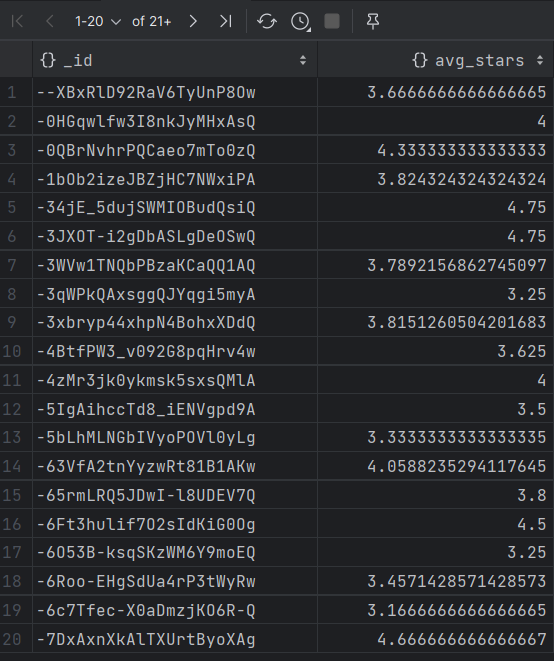 1-20 of 21+
_id avg_stars
1 --XBxRlD92RaV6TyUnP8Ow 3.6666666666666665
2 -0HGqwlfw3I8nkJyMHxAsQ 4
3 -0QBrNvhrPQCaeo7mTo0zQ 4.333333333333333
4 -1bOb2izeJBZjHC7NWxiPA 3.824324324324324
5 -34jE_5dujSWMIOBudQsiQ 4.75
6 -3JXOT-i2gDbASLgDeOSwQ 4.75
7 -3WVw1TNQbPBzaKCaQQ1AQ 3.7892156862745097
8 -3qWPkQAxsggQJYqgi5myA 3.25
9 -3xbryp44xhpN4BohxXDdQ 3.8151260504201683
10 -4BtfPW3_v092G8pqHrv4w 3.625
11 -4zMr3jk0ykmsk5sxsQMlA 4
12 -5IgAihccTd8_iENVgpd9A 3.5
13 -5bLhMLNGbIVyoPOVl0yLg 3.3333333333333335
14 -63VfA2tnYyzwRt81B1AKw 4.0588235294117645
15 -65rmLRQ5JDwI-l8UDEV7Q 3.8
16 -6Ft3hulif7O2sIdKiG0Og 4.5
17 -6O53B-ksqSKzWM6Y9moEQ 3.25
18 -6Roo-EHgSdUa4rP3tWyRw 3.4571428571428573
19 -6c7Tfec-X0aDmzjKO6R-Q 3.1666666666666665
20 -7DxAxnXkAlTXUrtByoXAg 4.666666666666667